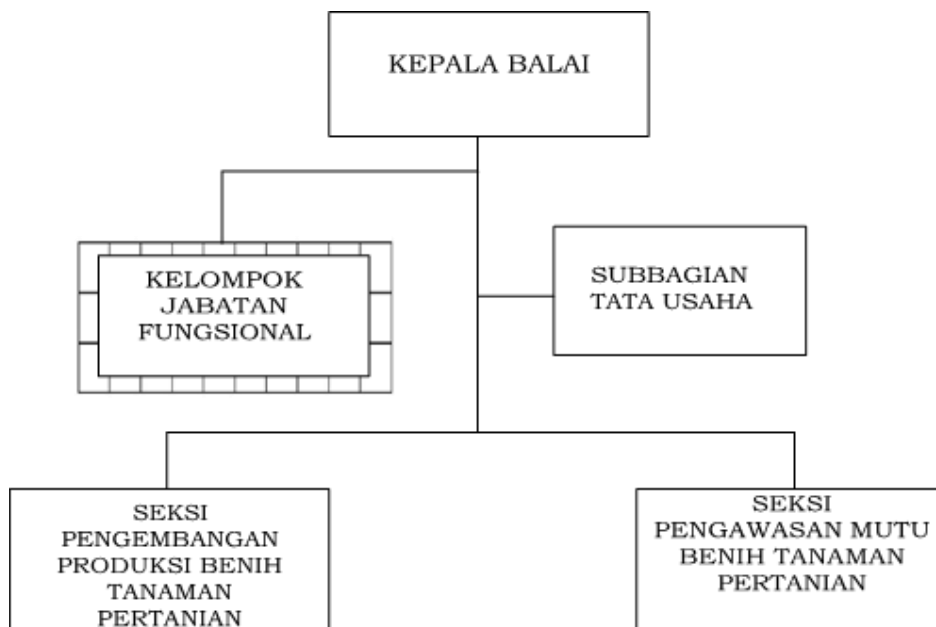 KEPALA BALAI
KELOMPOK
JABATAN
FUNGSIONAL
SUBBAGIAN
TATA USAHA
SEKSI
PENGEMBANGAN
PRODUKSI BENIH
TANAMAN
PERTANIAN
SEKSI
PENGAWASAN MUTU
BENIH TANAMAN
PERTANIAN